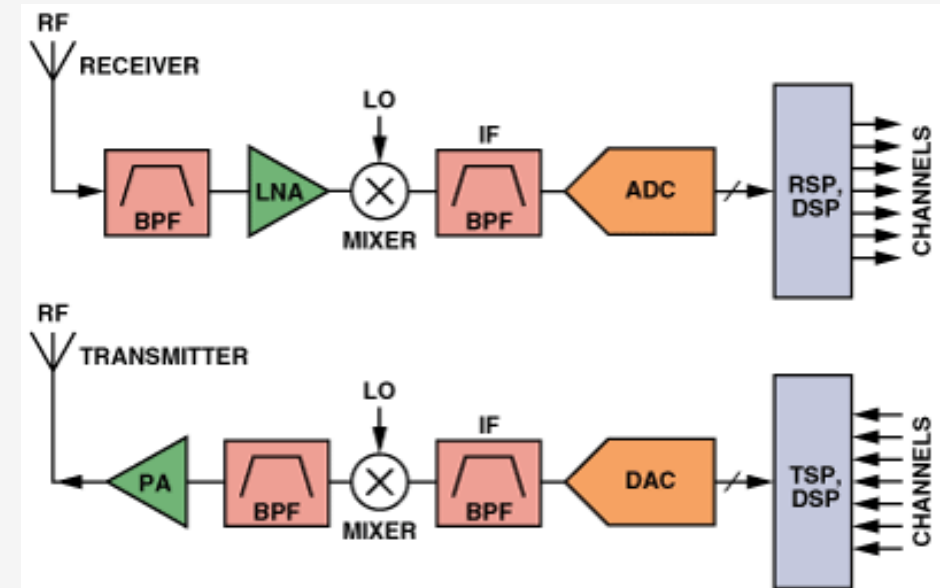 RF
RECEIVER
LO
IF
BPF
LNA
MIXER
BPF
ADC
RSP,
DSP
CHANNELS
RF
TRANSMITTER
LO
IF
PA
BPF
MIXER
BPF
DAC
TSP,
DSP
CHANNELS